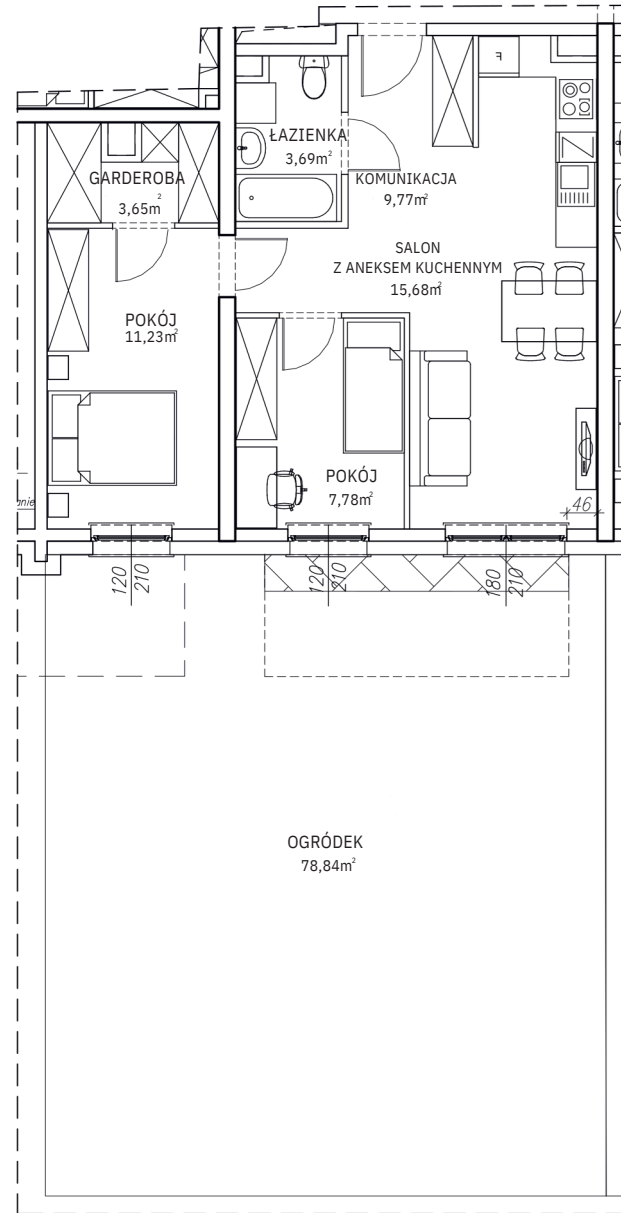 ŁAZIENKA
3,69m²
GARDEROBA
3,65m²
KOMUNIKACJA
9,77m²
SALON
Z ANEKSEM KUCHENNYM
15,68m²
POKÓJ
11,23m²
POKÓJ
7,78m²
46
nie
120
210
120
210
180
210
OGRÓDEK
78,84m²